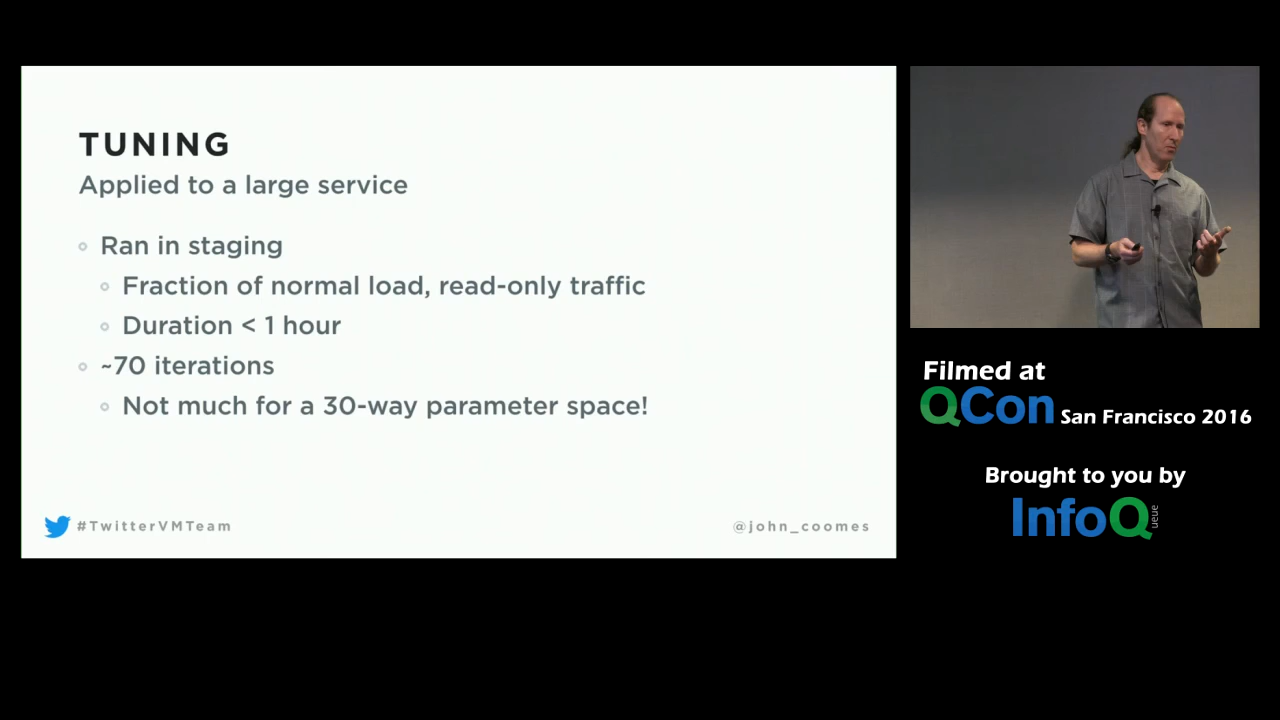 TUNING
Applied to a large service
Ran in staging
Fraction of normal load, read-only traffic
Duration < 1 hour
~70 iterations
Not much for a 30-way parameter space!
#TwitterVMTeam
@john_coomes
Filmed at
QCon San Francisco 2016
Brought to you by
InfoQueue